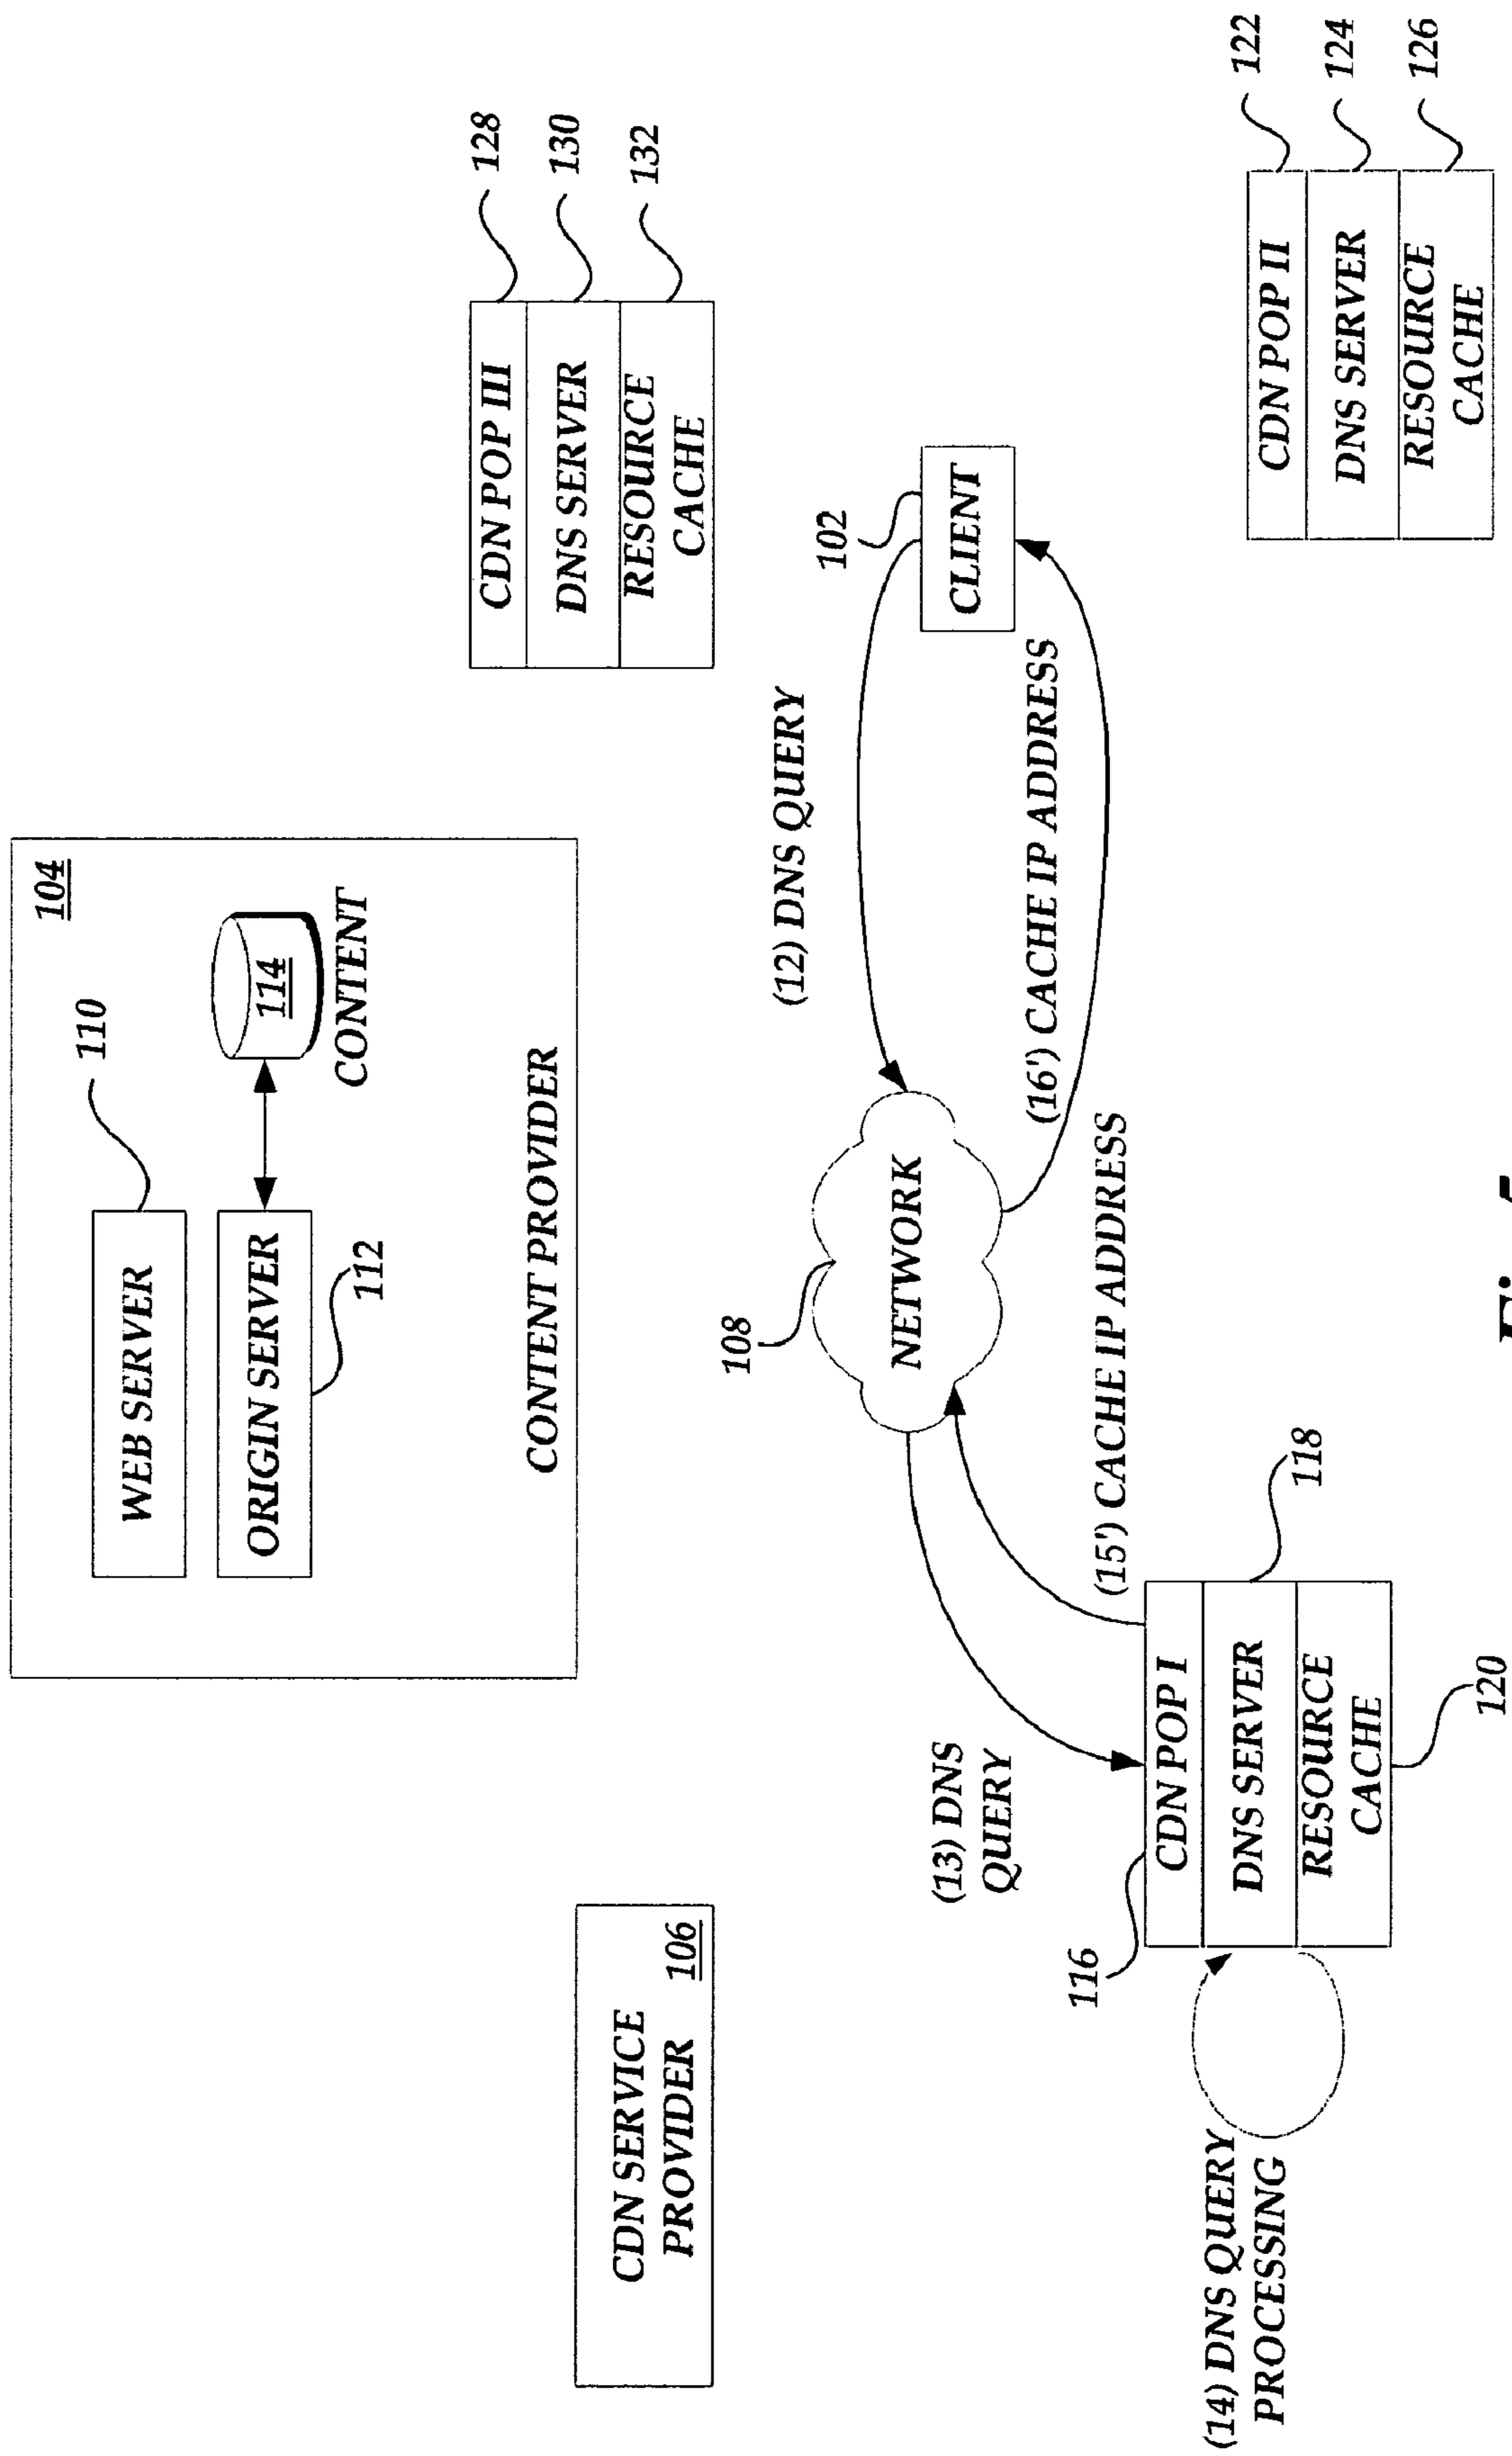 104
WEB SERVER
110
ORIGIN SERVER
114
112
CONTENT
CONTENT PROVIDER
CDN SERVICE
PROVIDER
106
CDN POP III
128
DNS SERVER
130
RESOURCE
CACHE
132
108
(12) DNS QUERY
102
NETWORK
CLIENT
(13) DNS
QUERY
(16') CACHE IP ADDRESS
(15') CACHE IP ADDRESS
116
CDN POP I
DNS SERVER
118
RESOURCE
CACHE
120
(14) DNS QUERY
PROCESSING
CDN POP II
122
DNS SERVER
124
RESOURCE
CACHE
126